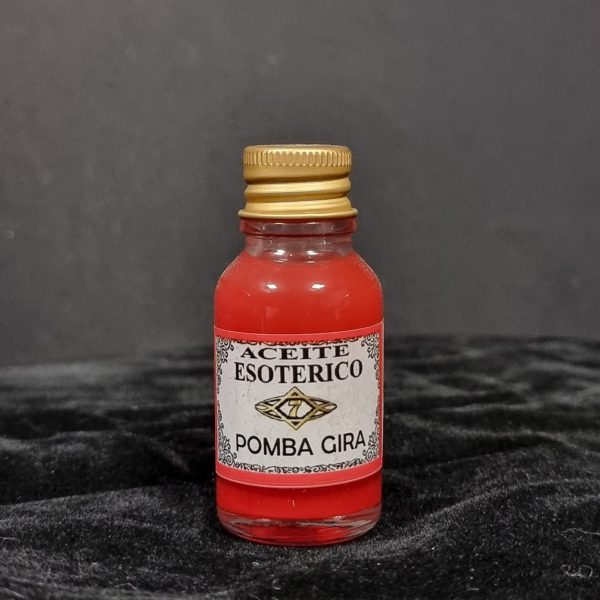 ACEITE
ESOTERICO
7
POMBA GIRA